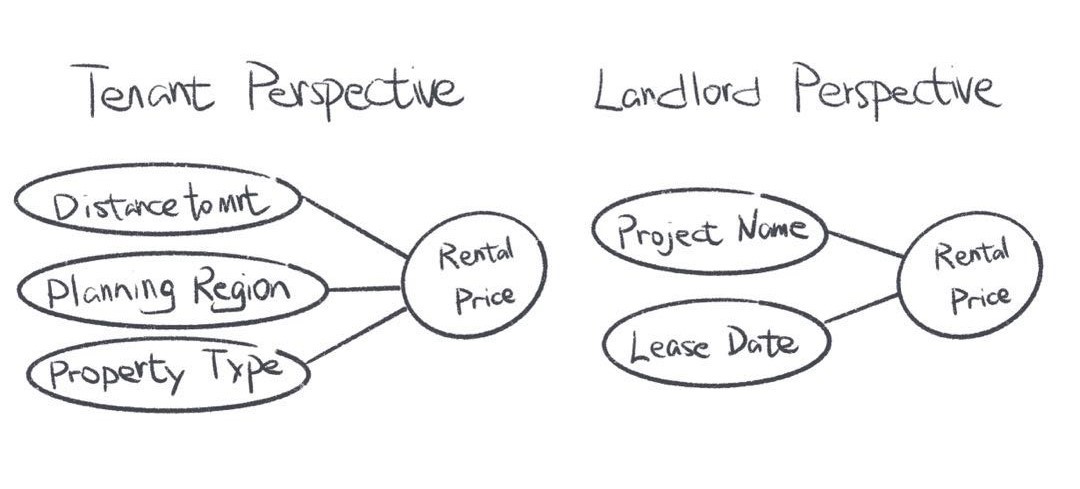 Tenant Perspective
Distance to mrt
Planning Region
Property Type
Rental
Price
Landlord Perspective
Project Name
Lease Date
Rental
Price